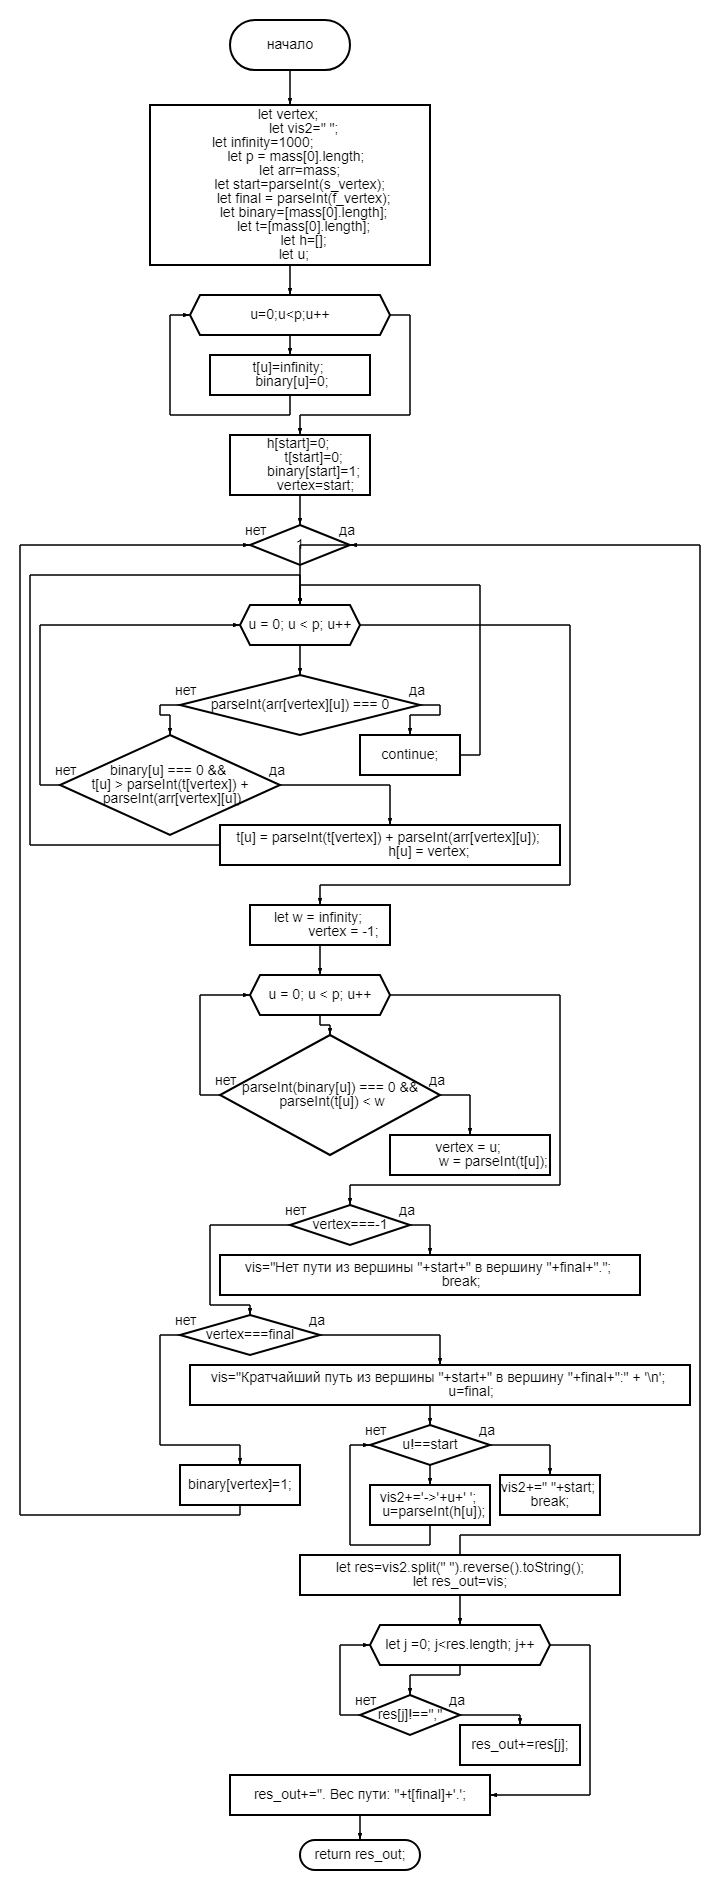 начало
let vertex;
let vis2=" ";
let infinity=1000;
let p = mass[0].length;
let arr=mass;
let start=parseInt(s_vertex);
let final = parseInt(f_vertex);
let binary=[mass[0].length];
let t=[mass[0].length];
let h=[];
let u;
u=0;u<p;u++
t[u]=infinity;
binary[u]=0;
h[start]=0;
t[start]=0;
binary[start]=1;
vertex=start;
нет
да
1
u = 0; u < p; u++
нет
да
parseInt(arr[vertex][u]) === 0
continue;
нет
да
binary[u] === 0 &&
t[u] > parseInt(t[vertex]) +
parseInt(arr[vertex][u])
t[u] = parseInt(t[vertex]) + parseInt(arr[vertex][u]);
h[u] = vertex;
let w = infinity;
vertex = -1;
u = 0; u < p; u++
нет
да
parseInt(binary[u]) === 0 &&
parseInt(t[u]) < w
vertex = u;
w = parseInt(t[u]);
нет
да
vertex===-1
vis="Нет пути из вершины "+start+" в вершину "+final+".";
break;
нет
да
vertex===final
vis="Кратчайший путь из вершины "+start+" в вершину "+final+":" + '\n';
u=final;
нет
да
u!==start
binary[vertex]=1;
vis2+='->'+u+' ';
u=parseInt(h[u]);
vis2+=" "+start;
break;
let res=vis2.split(" ").reverse().toString();
let res_out=vis;
let j =0; j<res.length; j++
нет
да
res[j]!==","
res_out+=res[j];
res_out+=". Вес пути: "+t[final]+'.';
return res_out;